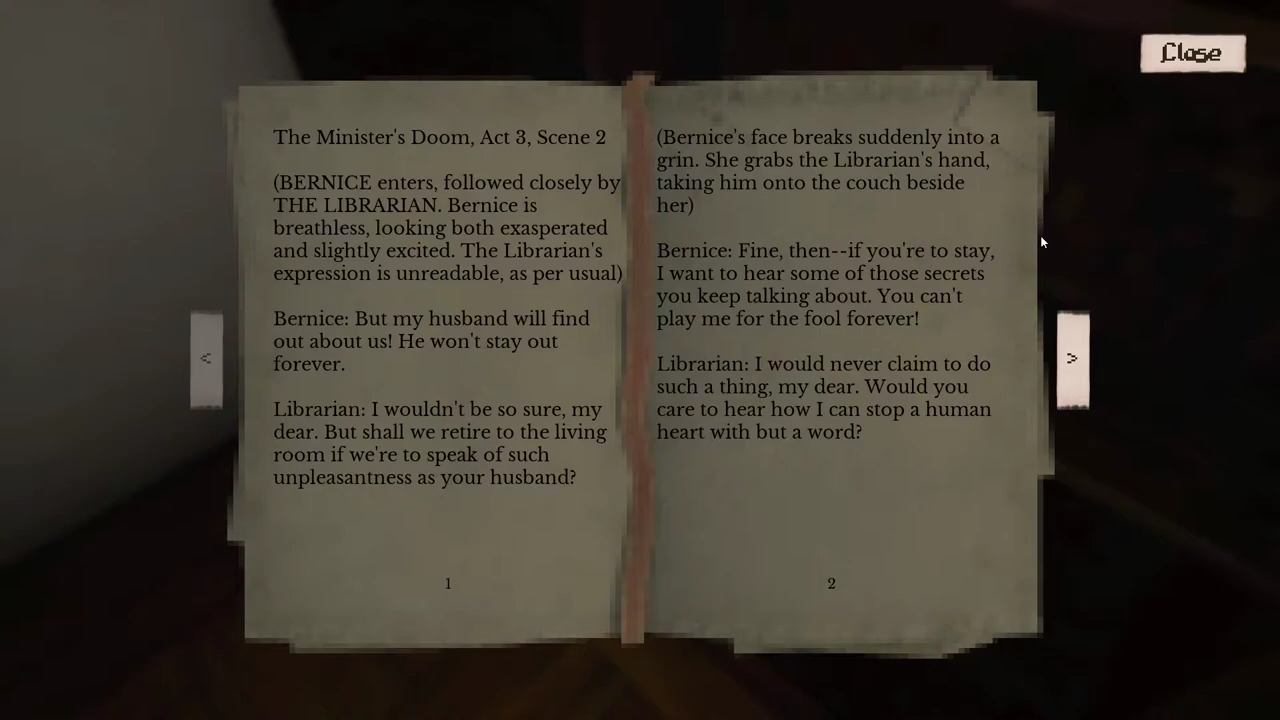 Close
The Minister's Doom, Act 3, Scene 2
(BERNICE enters, followed closely by
THE LIBRARIAN. Bernice is
breathless, looking both exasperated
and slightly excited. The Librarian's
expression is unreadable, as per usual)
Bernice: But my husband will find
out about us! He won't stay out
forever.
Librarian: I wouldn't be so sure, my
dear. But shall we retire to the living
room if we're to speak of such
unpleasantness as your husband?
1
(Bernice's face breaks suddenly into a
grin. She grabs the Librarian's hand,
taking him onto the couch beside
her)
Bernice: Fine, then--if you're to stay,
I want to hear some of those secrets
you keep talking about. You can't
play me for the fool forever!
Librarian: I would never claim to do
such a thing, my dear. Would you
care to hear how I can stop a human
heart with but a word?
2
<
>